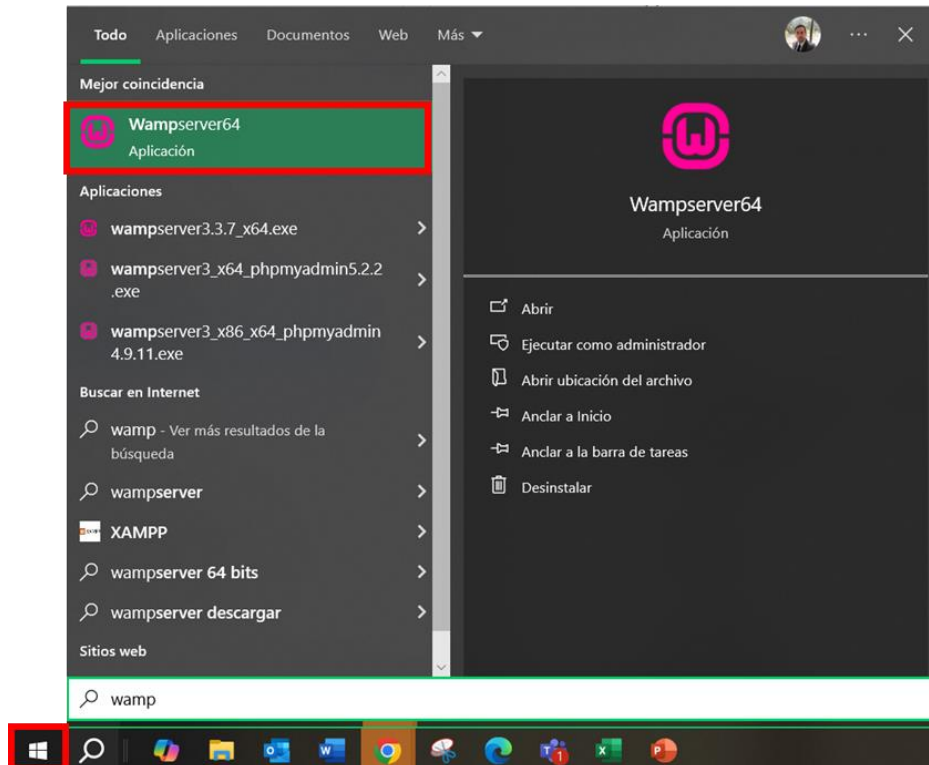 Todo Aplicaciones Documentos Web Más
Mejor coincidencia
Wampserver64
Aplicación
Aplicaciones
wampserver3.3.7_x64.exe
wampserver3_x64_phpmyadmin5.2.2
.exe
wampserver3_x86_x64_phpmyadmin
4.9.11.exe
Buscar en Internet
wamp - Ver más resultados de la
búsqueda
wampserver
XAMPP
wampserver 64 bits
wampserver descargar
Sitios web
wamp
Wampserver64
Aplicación
Abrir
Ejecutar como administrador
Abrir ubicación del archivo
Anclar a Inicio
Anclar a la barra de tareas
Desinstalar